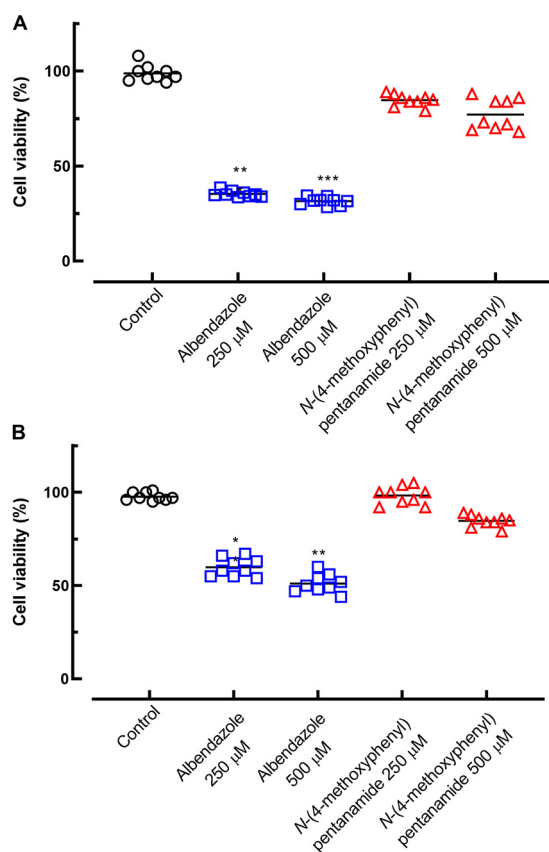 A
Cell viability (%)
100
50
0
**
***
Control
Albendazole
250 μM
Albendazole
500 μM
N-(4-methoxyphenyl)
pentanamide 250 μM
N-(4-methoxyphenyl)
pentanamide 500 μM
B
Cell viability (%)
100
50
0
*
*
**
Control
Albendazole
250 μM
Albendazole
500 μM
N-(4-methoxyphenyl)
pentanamide 250 μM
N-(4-methoxyphenyl)
pentanamide 500 μM